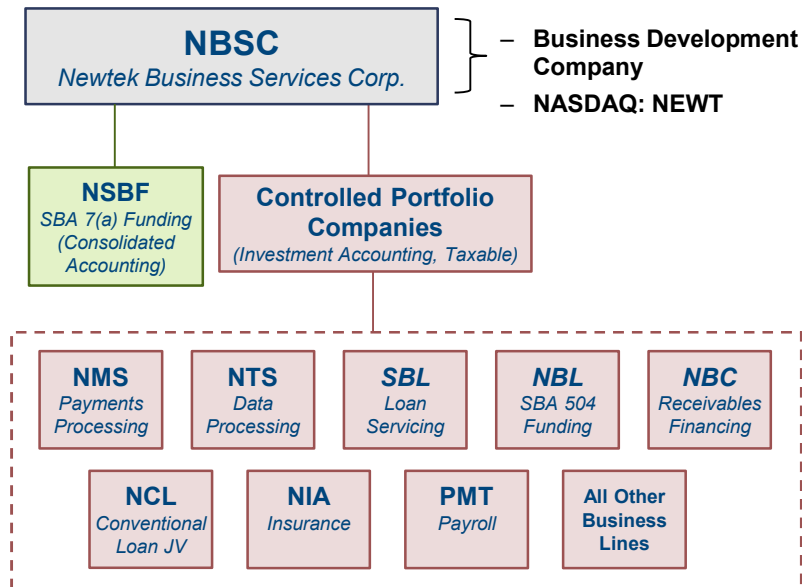 NBSC
Newtek Business Services Corp.
– Business Development
Company
– NASDAQ: NEWT
NSBF
SBA 7(a) Funding
(Consolidated
Accounting)
Controlled Portfolio
Companies
(Investment Accounting, Taxable)
NMS
Payments
Processing
NTS
Data
Processing
SBL
Loan
Servicing
NBL
SBA 504
Funding
NBC
Receivables
Financing
NCL
Conventional
Loan JV
NIA
Insurance
PMT
Payroll
All Other
Business
Lines